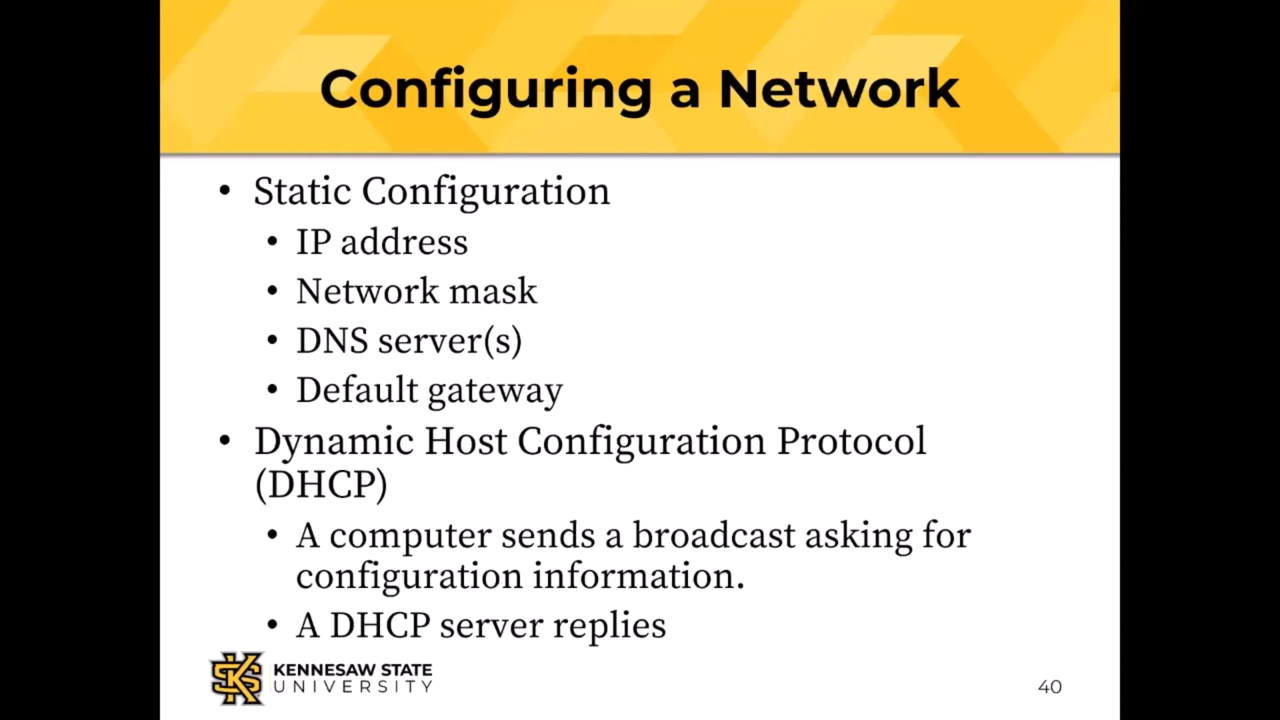 Configuring a Network
• Static Configuration
• IP address
• Network mask
• DNS server(s)
• Default gateway
• Dynamic Host Configuration Protocol
(DHCP)
• A computer sends a broadcast asking for
configuration information.
• A DHCP server replies
KENNESAW STATE
UNIVERSITY
40